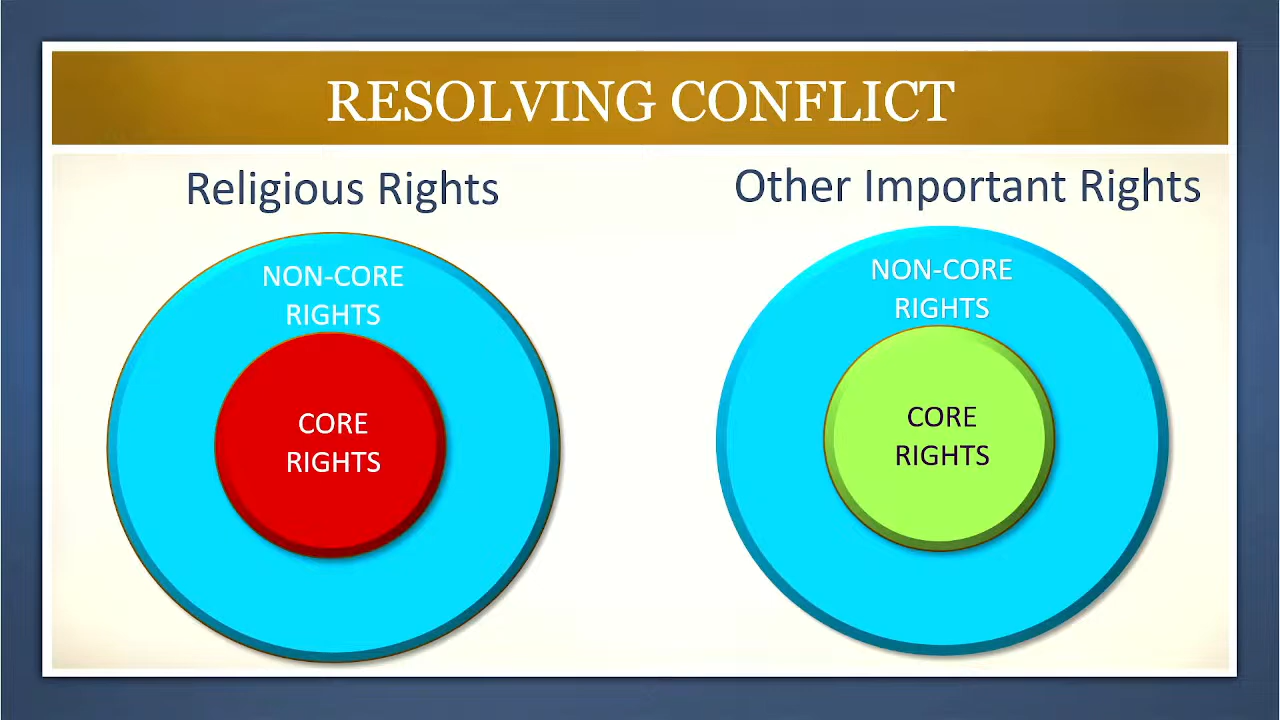 RESOLVING CONFLICT
Religious Rights
NON-CORE
RIGHTS
CORE
RIGHTS
Other Important Rights
NON-CORE
RIGHTS
CORE
RIGHTS